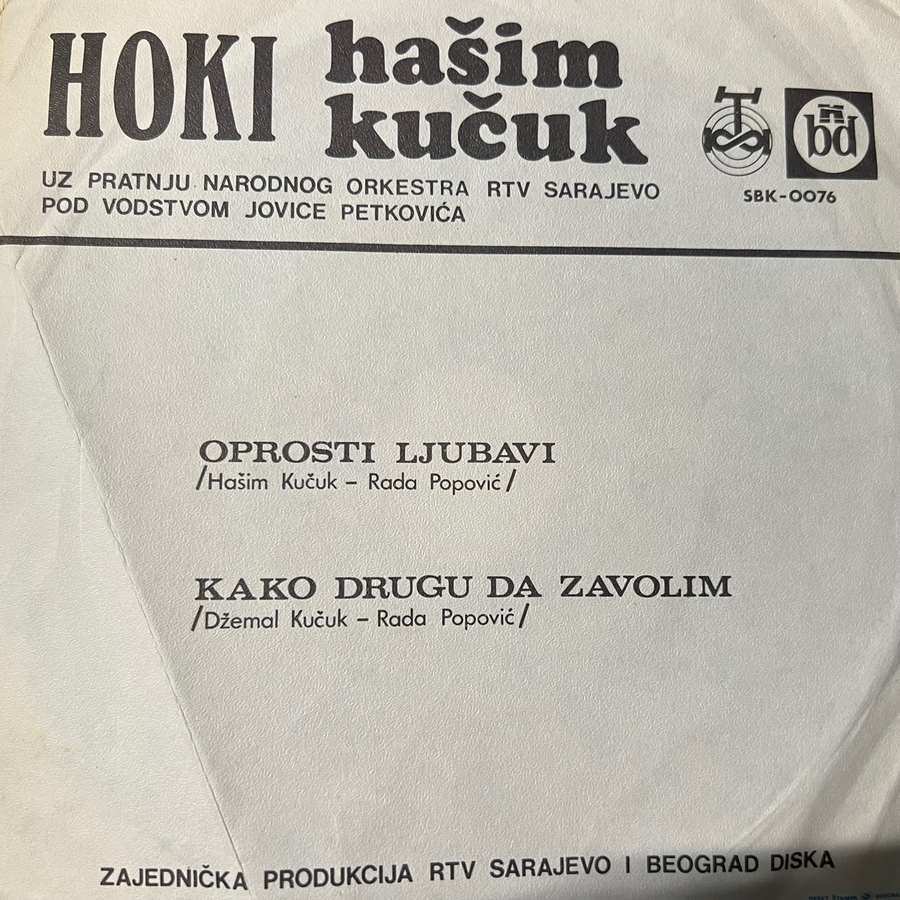 HOKI hašim
kučuk
UZ PRATNJU NARODNOG ORKESTRA RTV SARAJEVO
POD VODSTVOM JOVICE PETKOVIĆA
bd
SBK-0076
OPROSTI LJUBAVI
/Hašim Kučuk – Rada Popović/
KAKO DRUGU DA ZAVOLIM
/Džemal Kučuk – Rada Popović/
ZAJEDNIČKA PRODUKCIJA RTV SARAJEVO I BEOGRAD DISKA